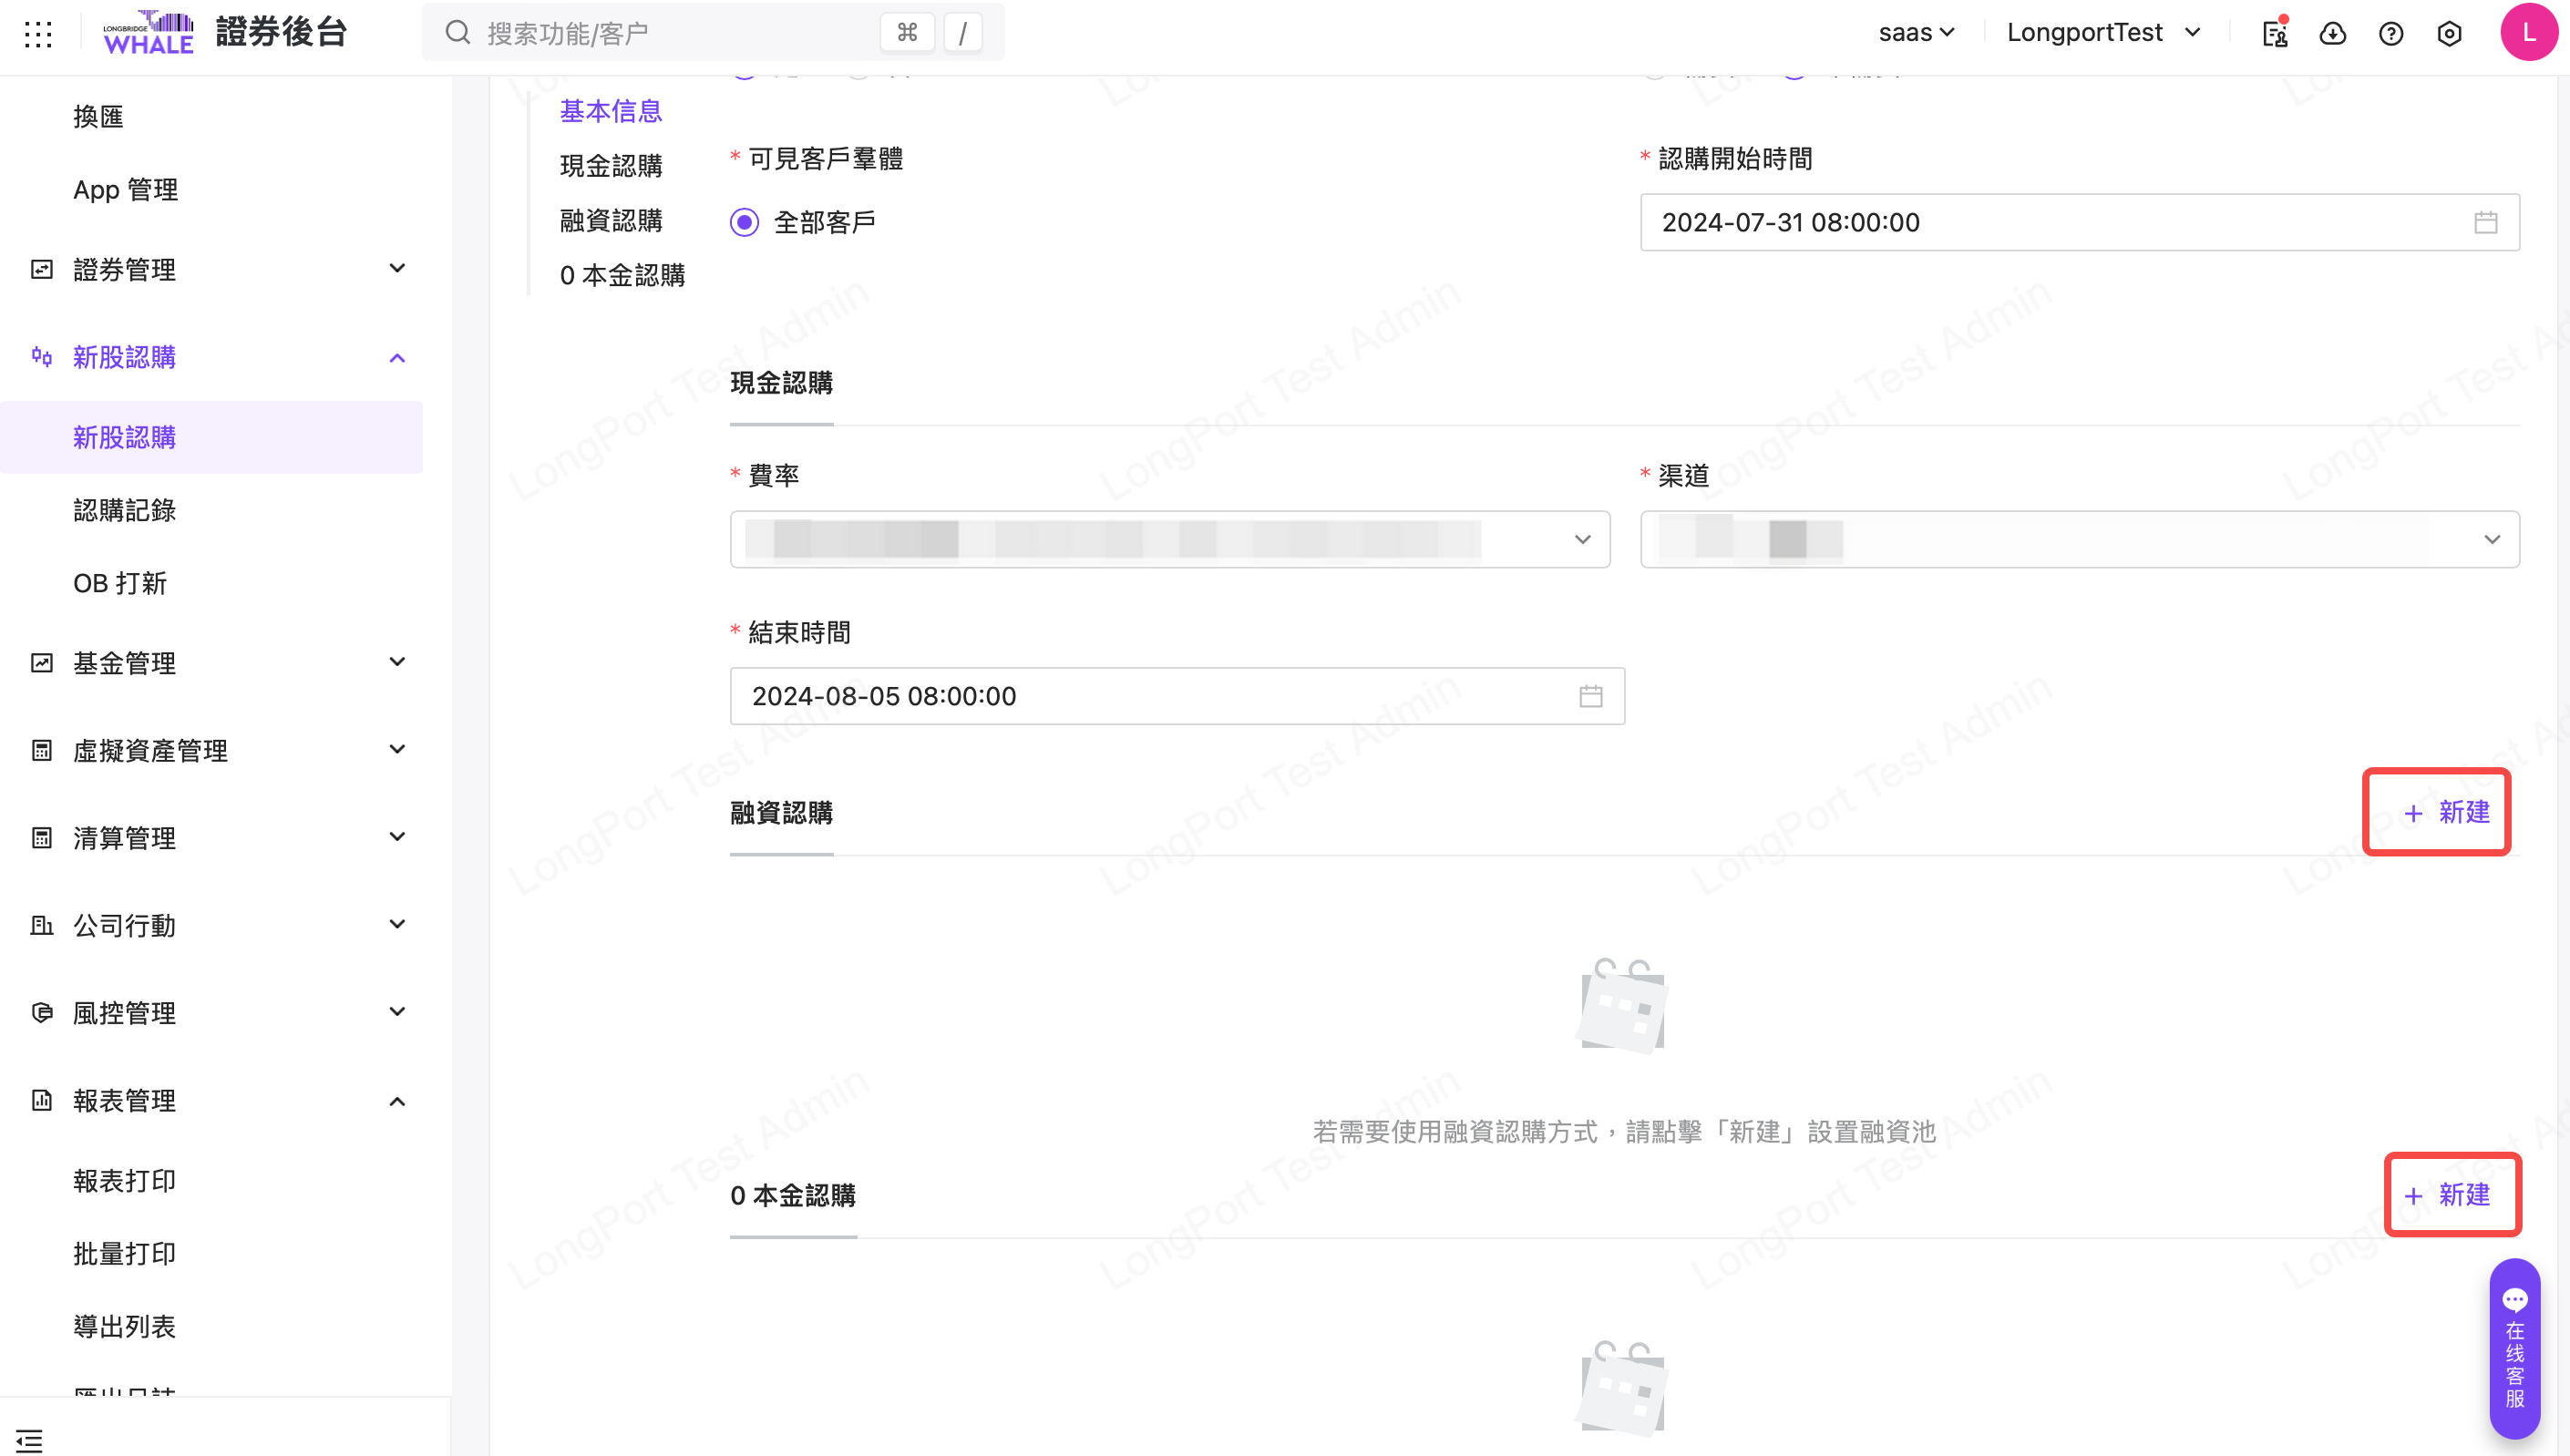 LONGBRIDGE
WHALE
證券後台
搜索功能/客户
⌘
/
saas
LongportTest
L
換匯
App 管理
證券管理
新股認購
新股認購
認購記錄
OB 打新
基金管理
虛擬資產管理
清算管理
公司行動
風控管理
報表管理
報表打印
批量打印
導出列表
基本信息
現金認購
融資認購
0 本金認購
* 可見客戶羣體
全部客戶
* 認購開始時間
2024-07-31 08:00:00
現金認購
* 費率
* 渠道
* 結束時間
2024-08-05 08:00:00
融資認購
+ 新建
若需要使用融資認購方式，請點擊「新建」設置融資池
0 本金認購
+ 新建
在线客服
LongPort Test Admin